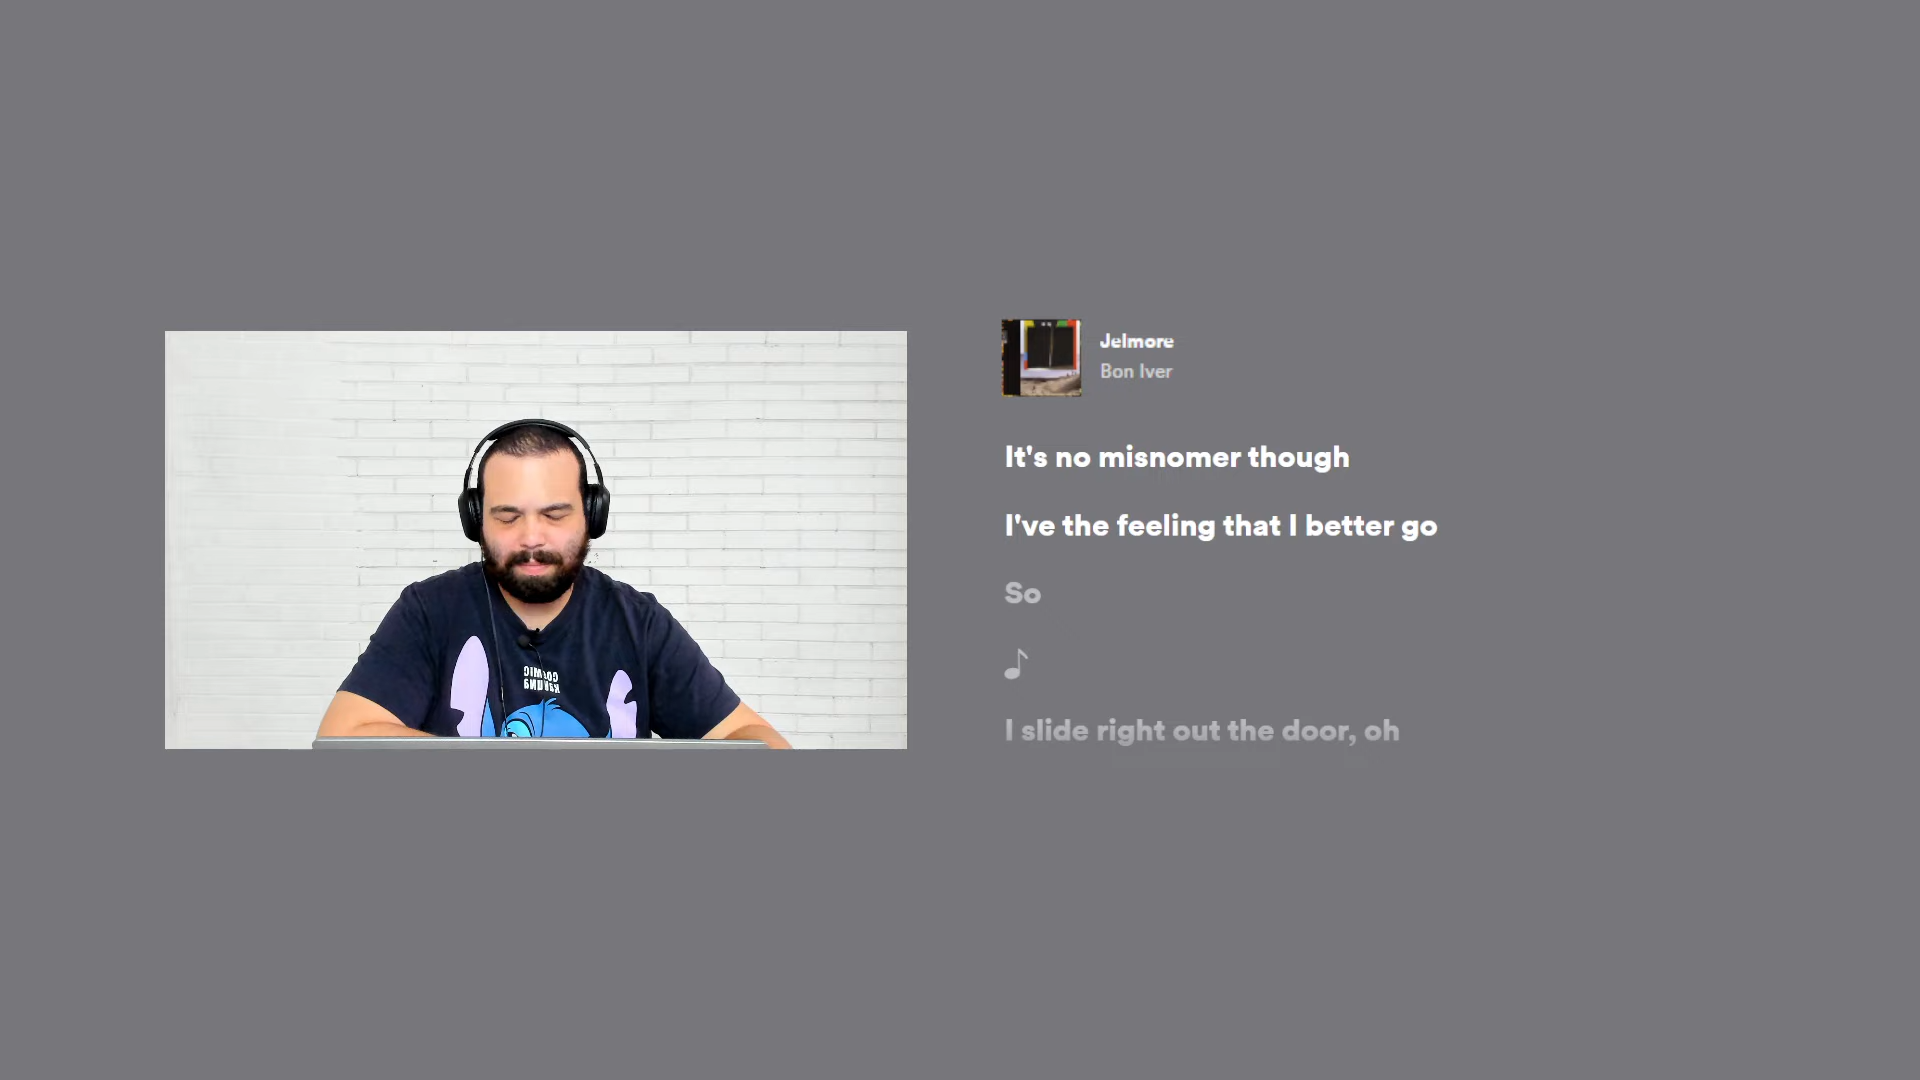 Jelmore
Bon Iver
It's no misnomer though
I've the feeling that I better go
So
I slide right out the door, oh
COSMIC